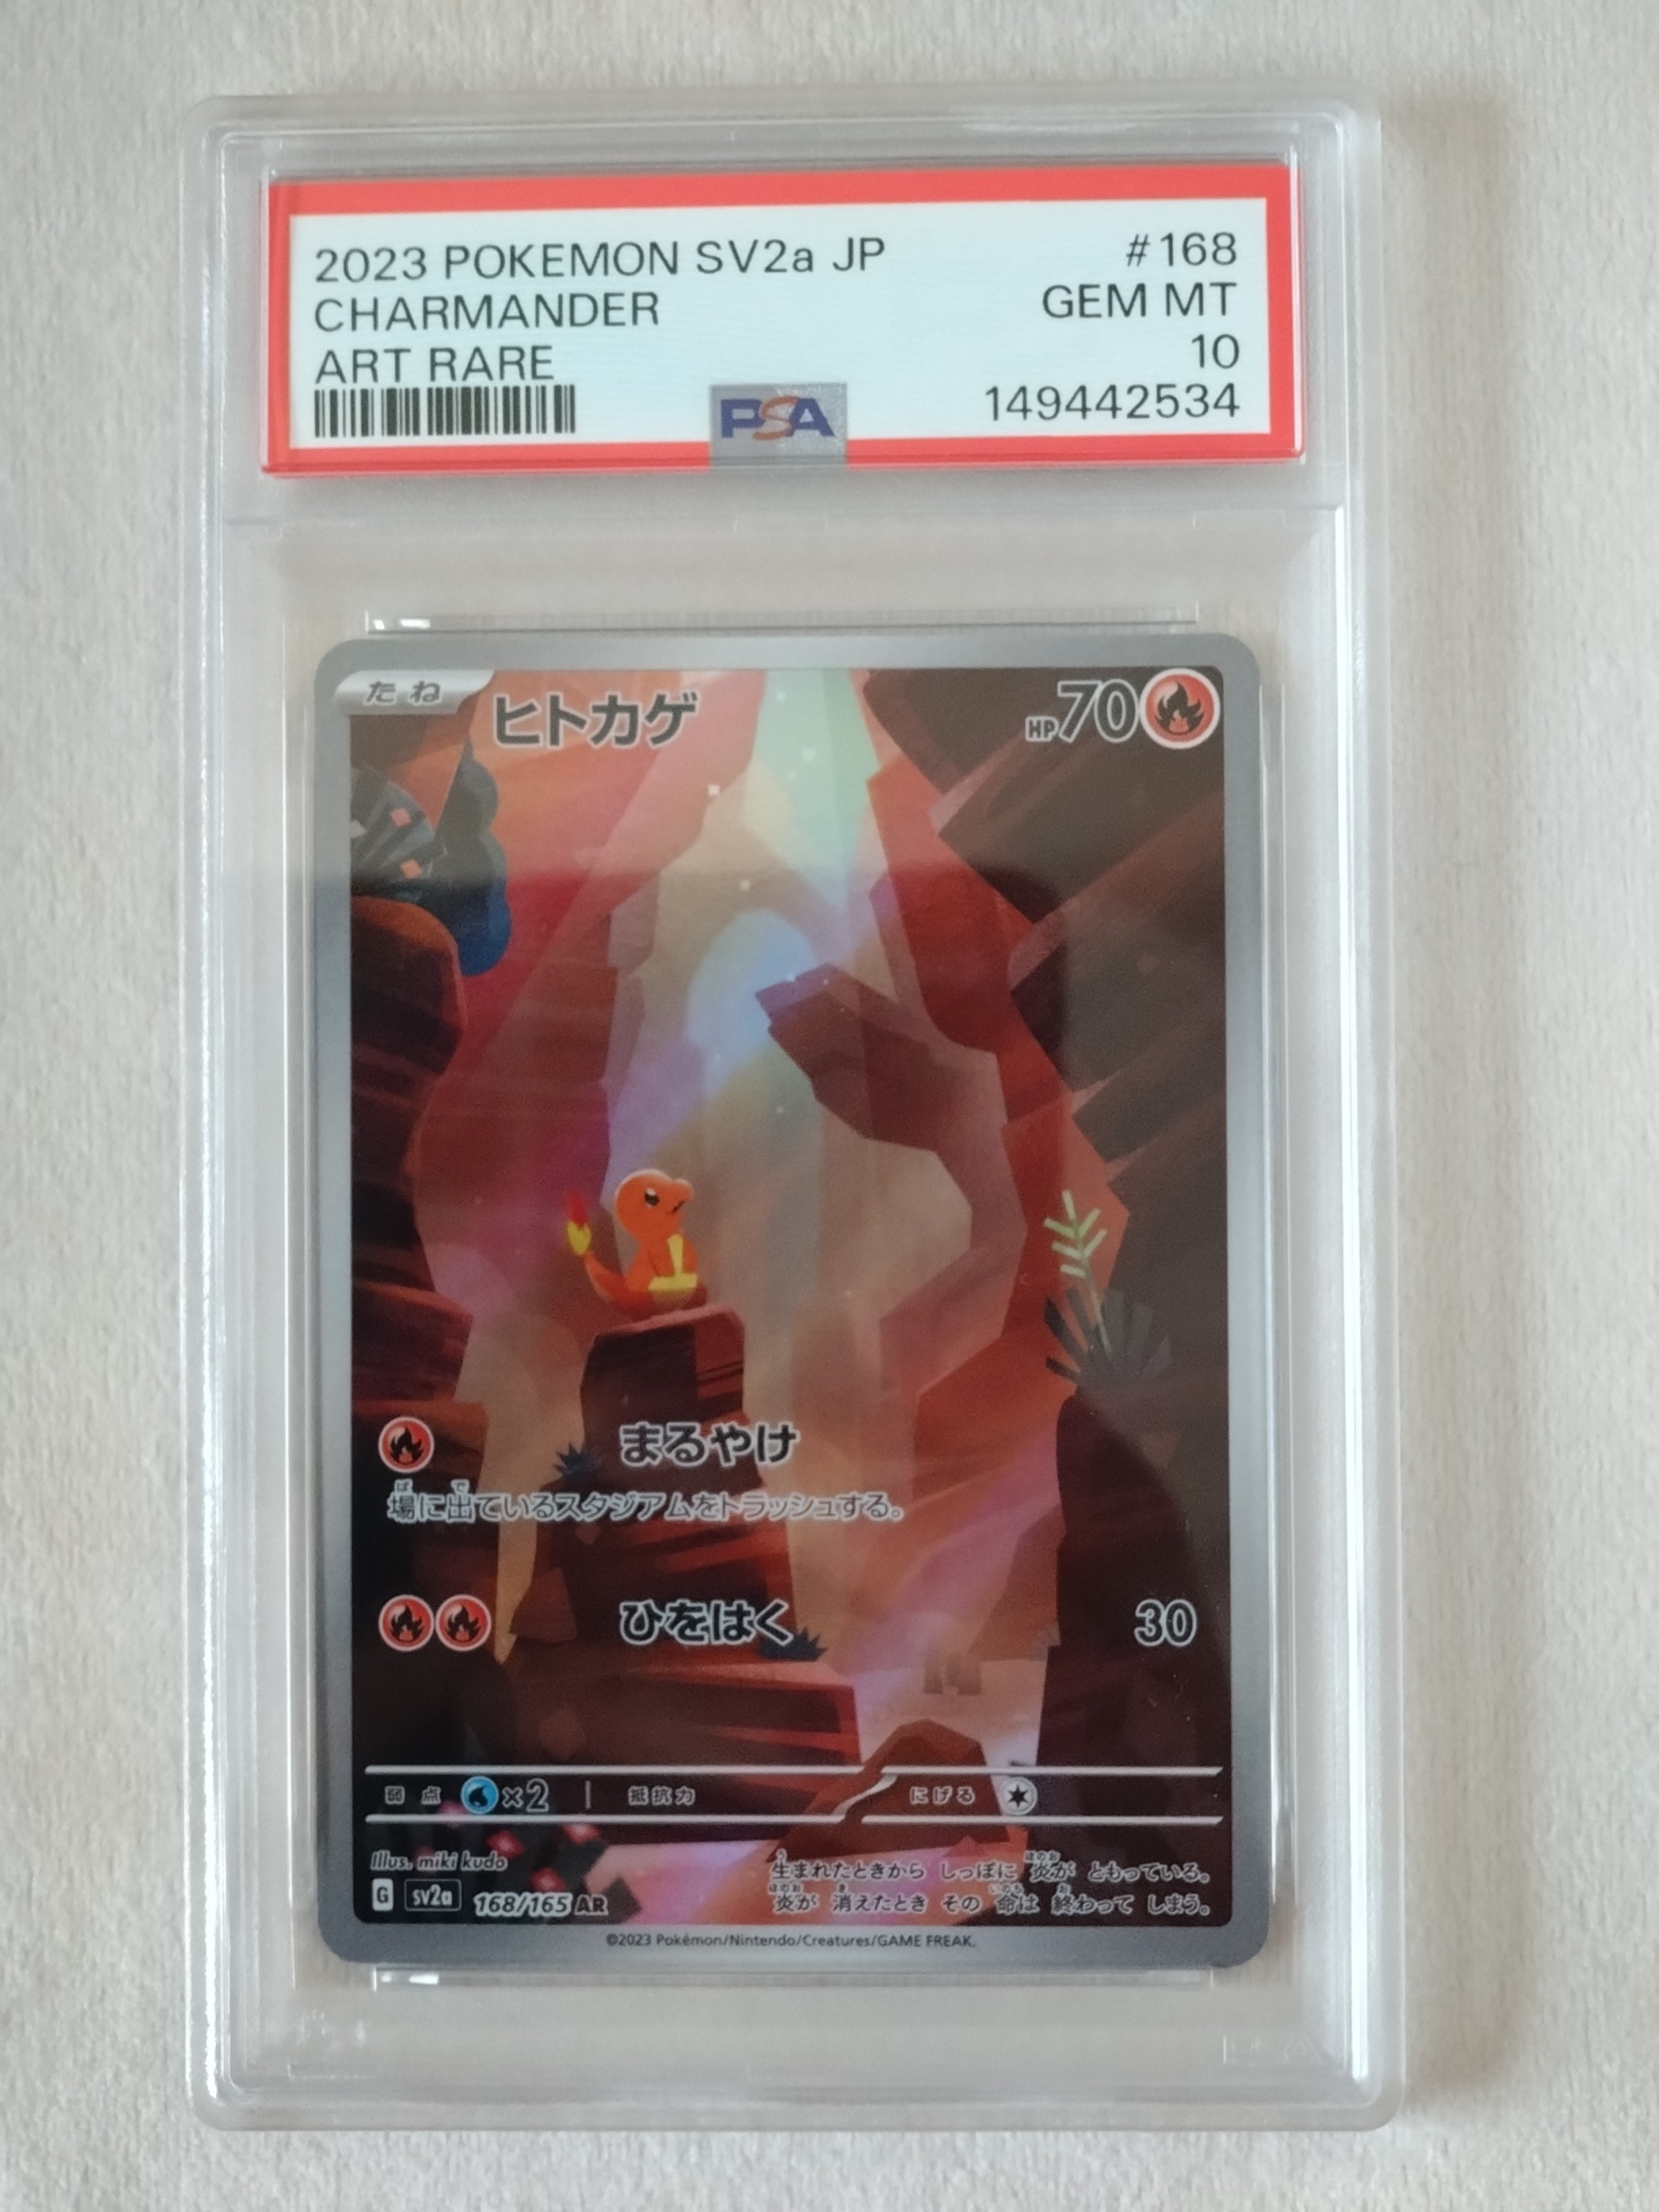 2023 POKEMON SV2a JP #168
CHARMANDER GEM MT
ART RARE 10
PSA 149442534
たね ヒトカゲ HP70
まるやけ
場に出ているスタジアムをトラッシュする。
ひをはく 30
弱点 ×2 抵抗力 にげる
Illus. miki kudo
G sv2a 168/165 AR
生まれたときから しっぽに 炎が ともっている。
炎が 消えたとき その 命は 終わって しまう。
©2023 Pokémon/Nintendo/Creatures/GAME FREAK.